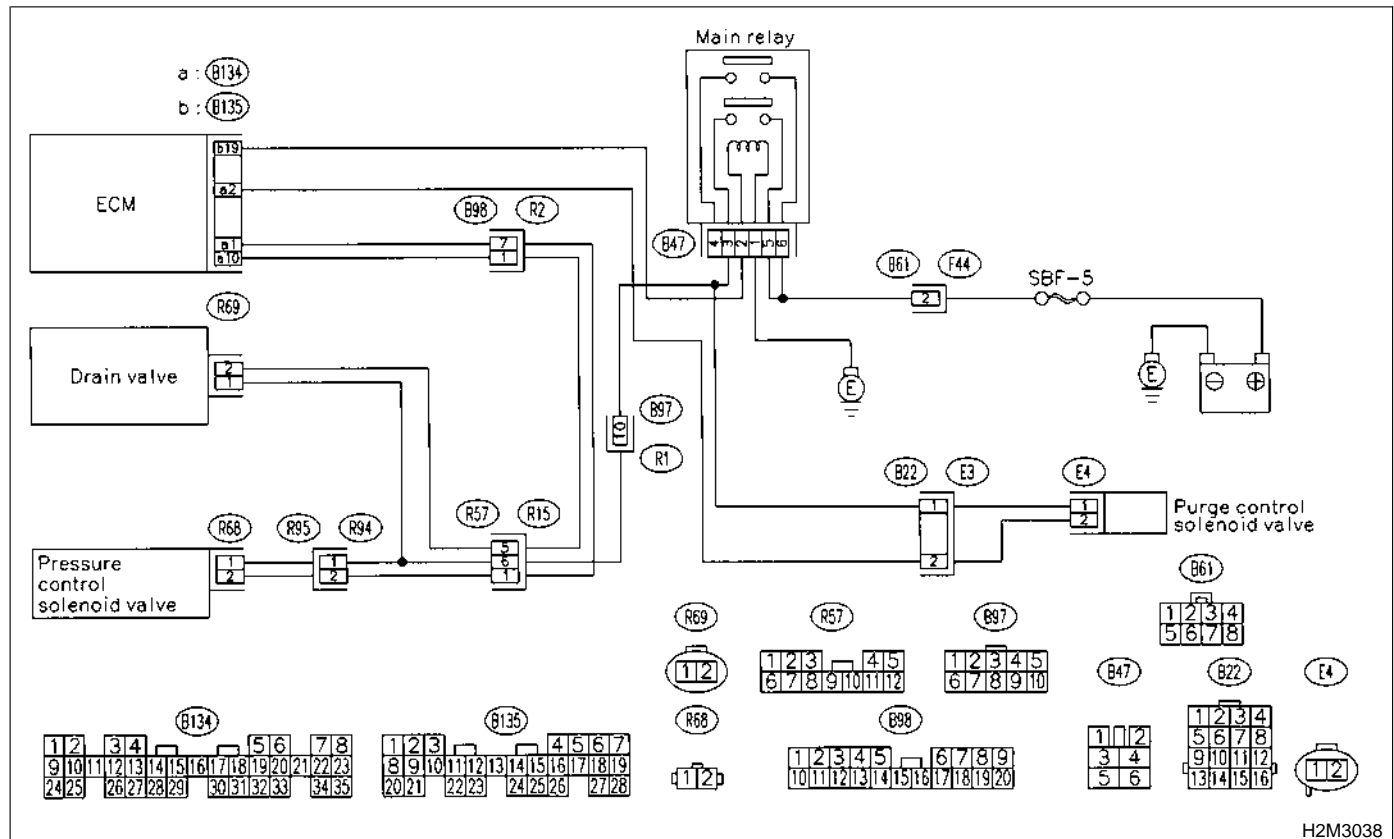 Main relay
a : B134
b : B135
b19
ECM
a2
a1
a10
B98 R2
7
1
B47
4 3 2 1 5 6
B61 F44
2
SBF-5
E
E
R69
Drain valve
2
1
B97
10
R1
R57 R15
5
6
1
R68 R95 R94
Pressure
control
solenoid valve
1
2
1
2
B22 E3
1
2
E4
1
2
Purge control
solenoid valve
B61
1 2 3 4
5 6 7 8
R69
1 2
R57
1 2 3 4 5
6 7 8 9 10 11 12
B97
1 2 3 4 5
6 7 8 9 10
B47
1 2
3 4
5 6
B22
1 2 3 4
5 6 7 8
9 10 11 12
13 14 15 16
E4
1 2
B134
1 2 3 4 5 6 7 8
9 10 11 12 13 14 15 16 17 18 19 20 21 22 23
24 25 26 27 28 29 30 31 32 33 34 35
B135
1 2 3 4 5 6 7
8 9 10 11 12 13 14 15 16 17 18 19
20 21 22 23 24 25 26 27 28
R68
1 2
B98
1 2 3 4 5 6 7 8 9
10 11 12 13 14 15 16 17 18 19 20
H2M3038